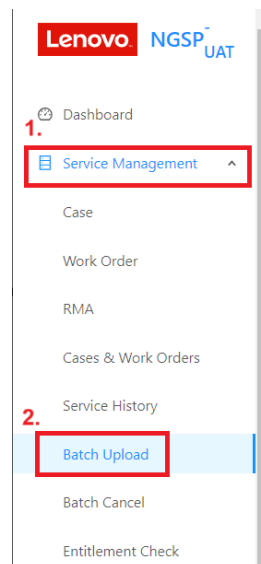 Lenovo. NGSP-UAT
Dashboard
1.
Service Management
Case
Work Order
RMA
Cases & Work Orders
Service History
2.
Batch Upload
Batch Cancel
Entitlement Check